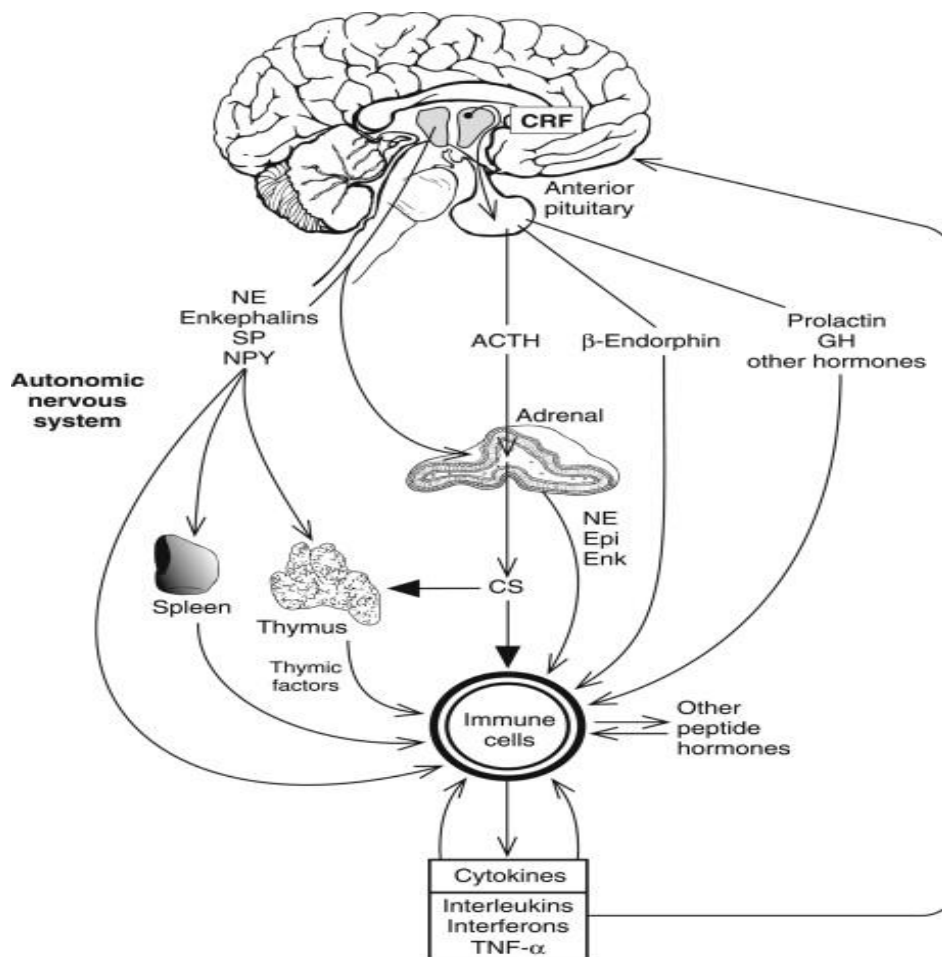 CRF
Anterior
pituitary
NE
Enkephalins
SP
NPY
Autonomic
nervous
system
ACTH
β-Endorphin
Prolactin
GH
other hormones
Adrenal
NE
Epi
Enk
Spleen
Thymus
CS
Thymic
factors
Immune
cells
Other
peptide
hormones
Cytokines
Interleukins
Interferons
TNF-α